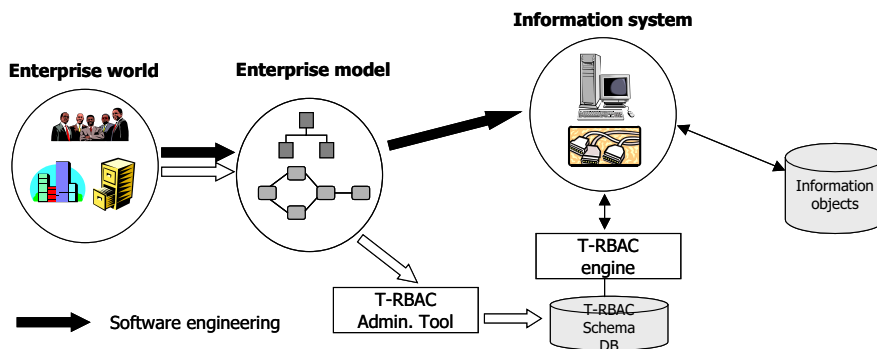 Information system
Enterprise world
Enterprise model
Information
objects
T-RBAC
engine
T-RBAC
Admin. Tool
T-RBAC
Schema
DB
Software engineering